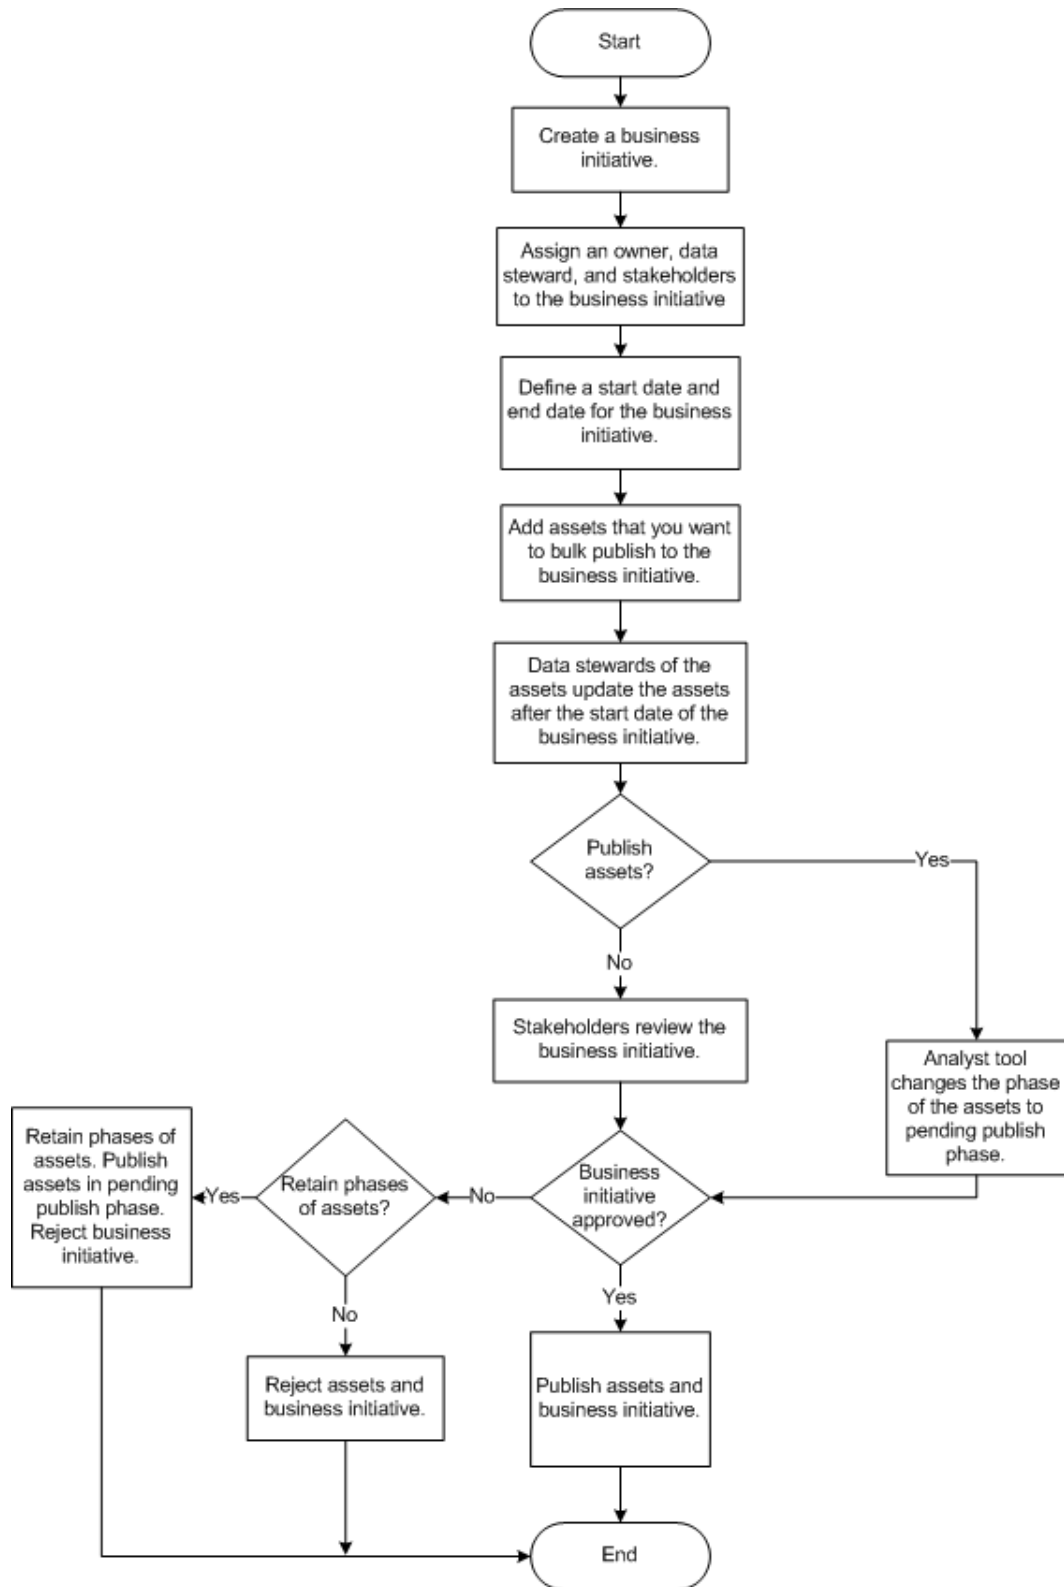 Start
Create a business
initiative.
Assign an owner, data
steward, and stakeholders
to the business initiative
Define a start date and
end date for the business
initiative.
Add assets that you want
to bulk publish to the
business initiative.
Data stewards of the
assets update the assets
after the start date of the
business initiative.
Publish
assets?
Yes
No
Stakeholders review the
business initiative.
Analyst tool
changes the phase
of the assets to
pending publish
phase.
Business
initiative
approved?
No
Retain phases
of assets?
Yes
Retain phases of
assets. Publish
assets in pending
publish phase.
Reject business
initiative.
No
Yes
Reject assets and
business initiative.
Publish assets and
business initiative.
End